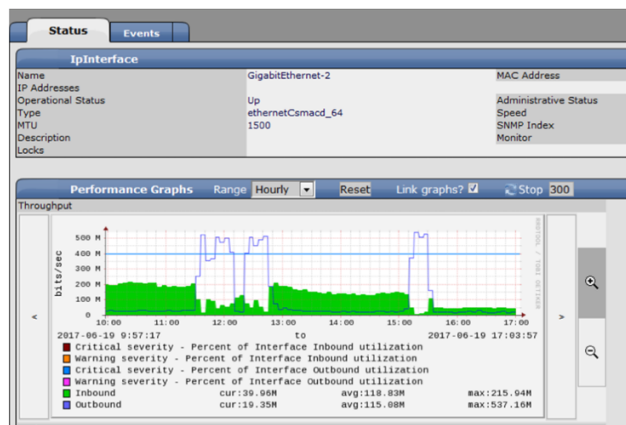 Status Events
IpInterface
Name GigabitEthernet-2 MAC Address
IP Addresses
Operational Status Up Administrative Status
Type ethernetCsmacd_64 Speed
MTU 1500 SNMP Index
Description Monitor
Locks
Performance Graphs Range Hourly Reset Link graphs? Stop 300
Throughput
500 M
400 M
300 M
200 M
100 M
0
bits/sec
RRDTOOL / TOBI OETIKER
10:00 11:00 12:00 13:00 14:00 15:00 16:00 17:00
2017-06-19 9:57:17 to 2017-06-19 17:03:57
Critical severity - Percent of Interface Inbound utilization
Warning severity - Percent of Interface Inbound utilization
Critical severity - Percent of Interface Outbound utilization
Warning severity - Percent of Interface Outbound utilization
Inbound cur:39.96M avg:118.83M max:215.94M
Outbound cur:19.35M avg:115.08M max:537.16M
< >